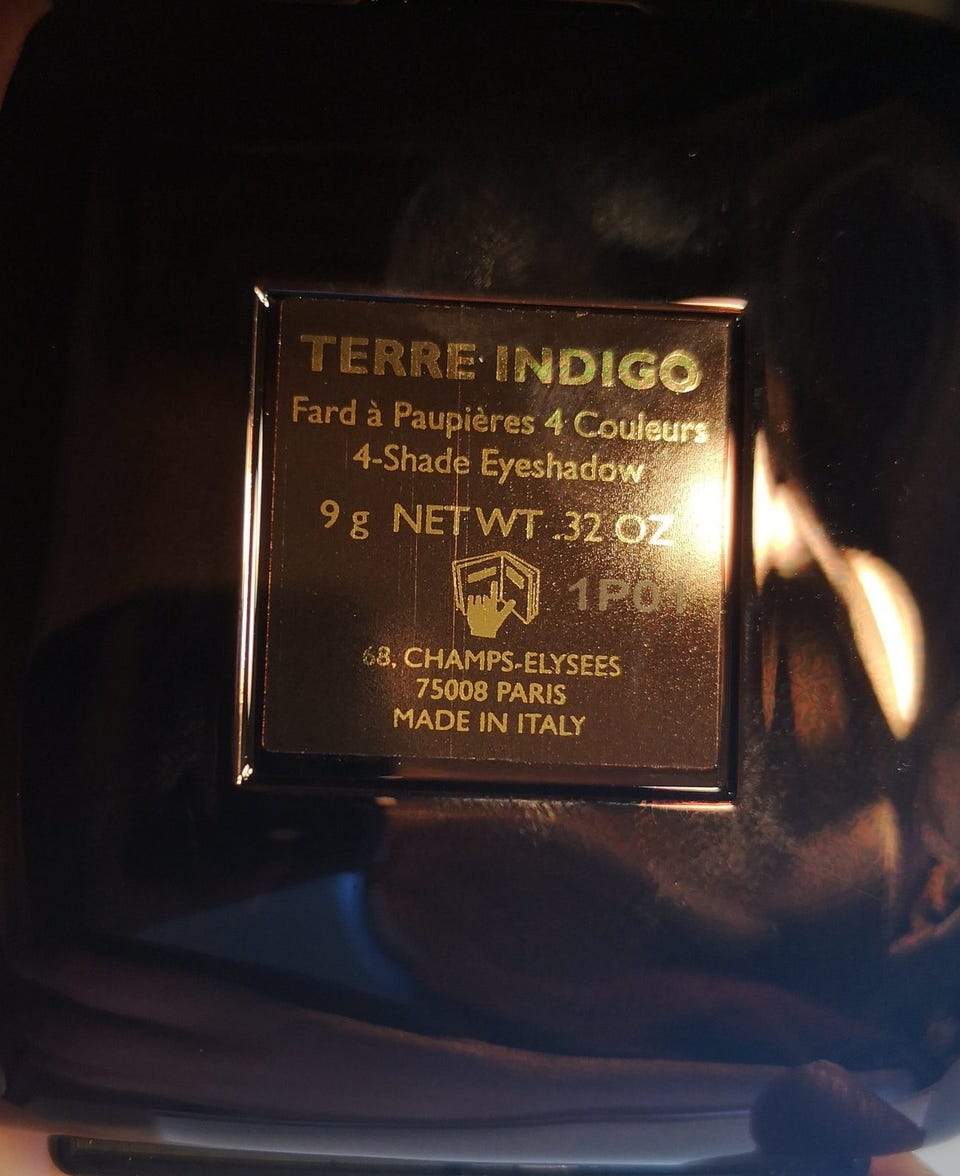 TERRE INDIGO
Fard à Paupières 4 Couleurs
4-Shade Eyeshadow
9 g NET WT .32 OZ
1P01
68, CHAMPS-ELYSEES
75008 PARIS
MADE IN ITALY